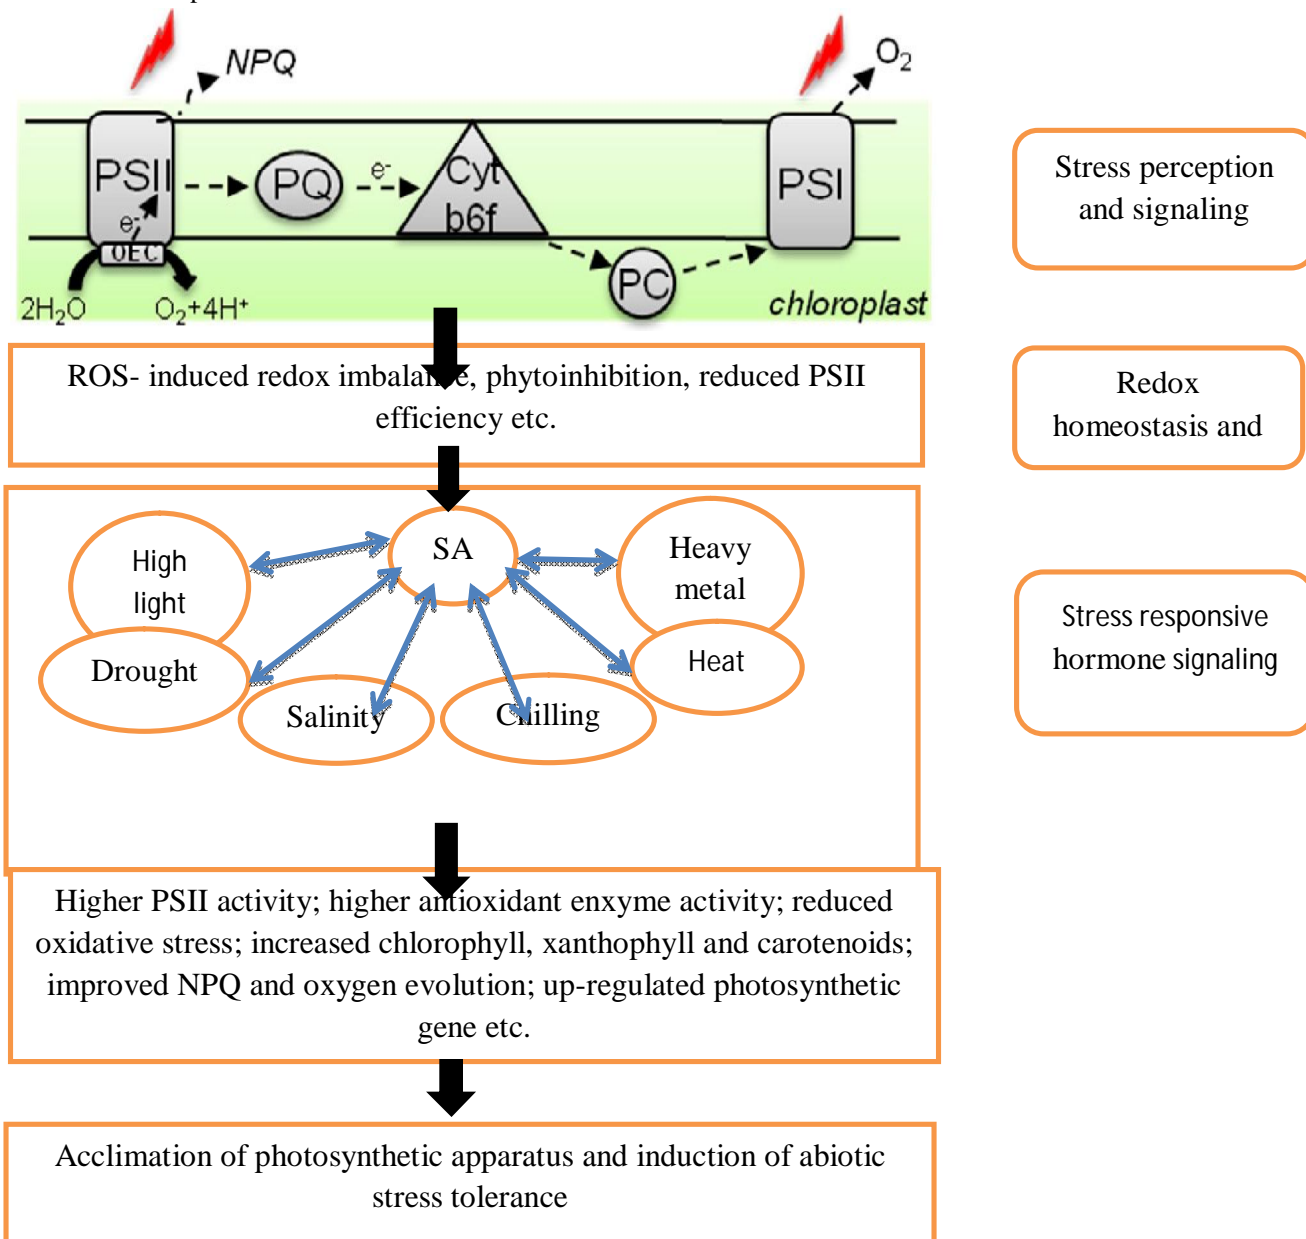 NPQ
O2
PSII
PQ
e-
Cyt
b6f
PSI
e-
OEC
PC
2H2O
O2+4H+
chloroplast
Stress perception
and signaling
ROS- induced redox imbalance, phytoinhibition, reduced PSII
efficiency etc.
Redox
homeostasis and
High
light
SA
Heavy
metal
Drought
Heat
Salinity
Chilling
Stress responsive
hormone signaling
Higher PSII activity; higher antioxidant enxyme activity; reduced
oxidative stress; increased chlorophyll, xanthophyll and carotenoids;
improved NPQ and oxygen evolution; up-regulated photosynthetic
gene etc.
Acclimation of photosynthetic apparatus and induction of abiotic
stress tolerance